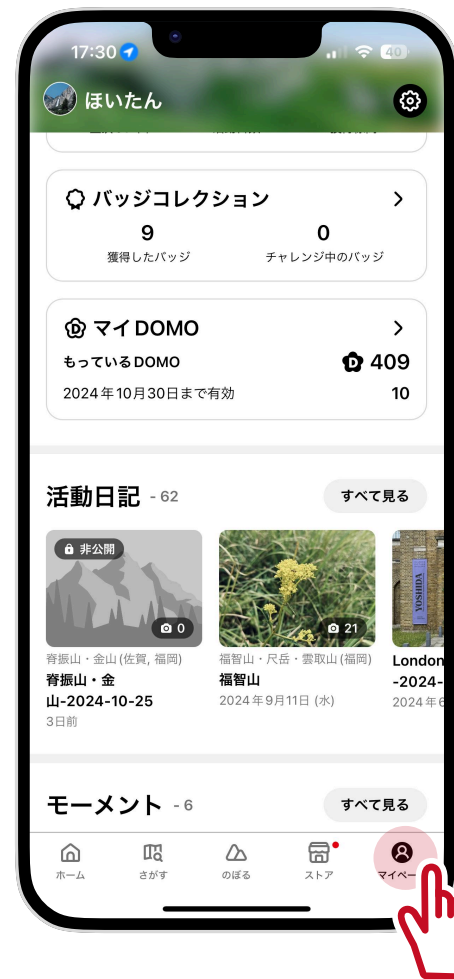 17:30
40
ほいたん
バッジコレクション
9
0
獲得したバッジ
チャレンジ中のバッジ
マイDOMO
もっているDOMO
D 409
2024年10月30日まで有効
10
活動日記 - 62
すべて見る
非公開
0
21
YOSHIDA
脊振山・金山(佐賀, 福岡)
脊振山・金
山-2024-10-25
3日前
福智山・尺岳・雲取山(福岡)
福智山
2024年9月11日 (水)
London
-2024-
2024年6
モーメント - 6
すべて見る
ホーム
さがす
のぼる
ストア
マイペー